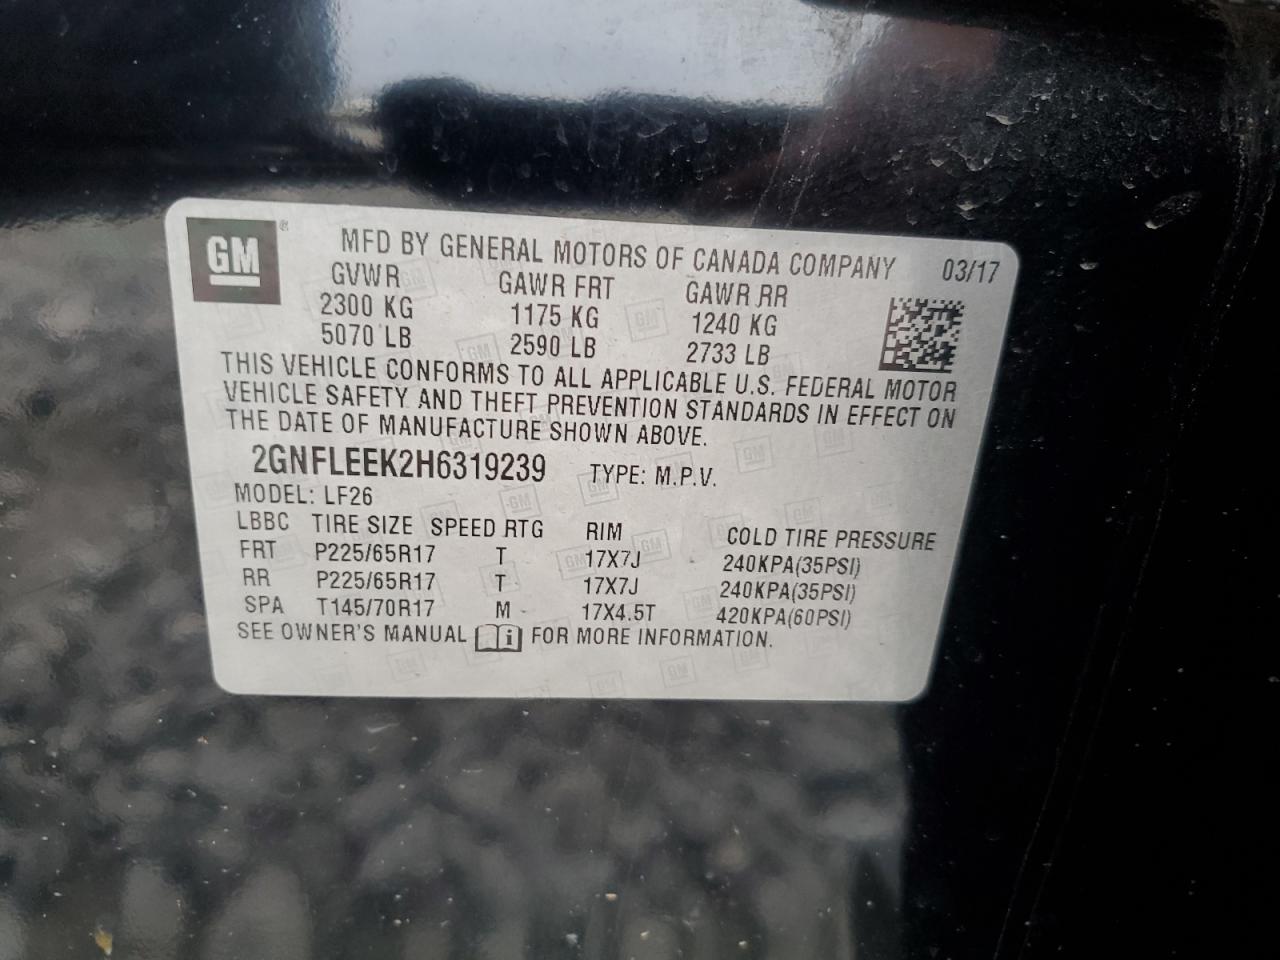 GM ® MFD BY GENERAL MOTORS OF CANADA COMPANY 03/17
GVWR GAWR FRT GAWR RR
2300 KG 1175 KG 1240 KG
5070 LB 2590 LB 2733 LB
THIS VEHICLE CONFORMS TO ALL APPLICABLE U.S. FEDERAL MOTOR
VEHICLE SAFETY AND THEFT PREVENTION STANDARDS IN EFFECT ON
THE DATE OF MANUFACTURE SHOWN ABOVE.
2GNFLEEK2H6319239 TYPE: M.P.V.
MODEL: LF26
LBBC TIRE SIZE SPEED RTG RIM COLD TIRE PRESSURE
FRT P225/65R17 T 17X7J 240KPA(35PSI)
RR P225/65R17 T 17X7J 240KPA(35PSI)
SPA T145/70R17 M 17X4.5T 420KPA(60PSI)
SEE OWNER'S MANUAL i FOR MORE INFORMATION.